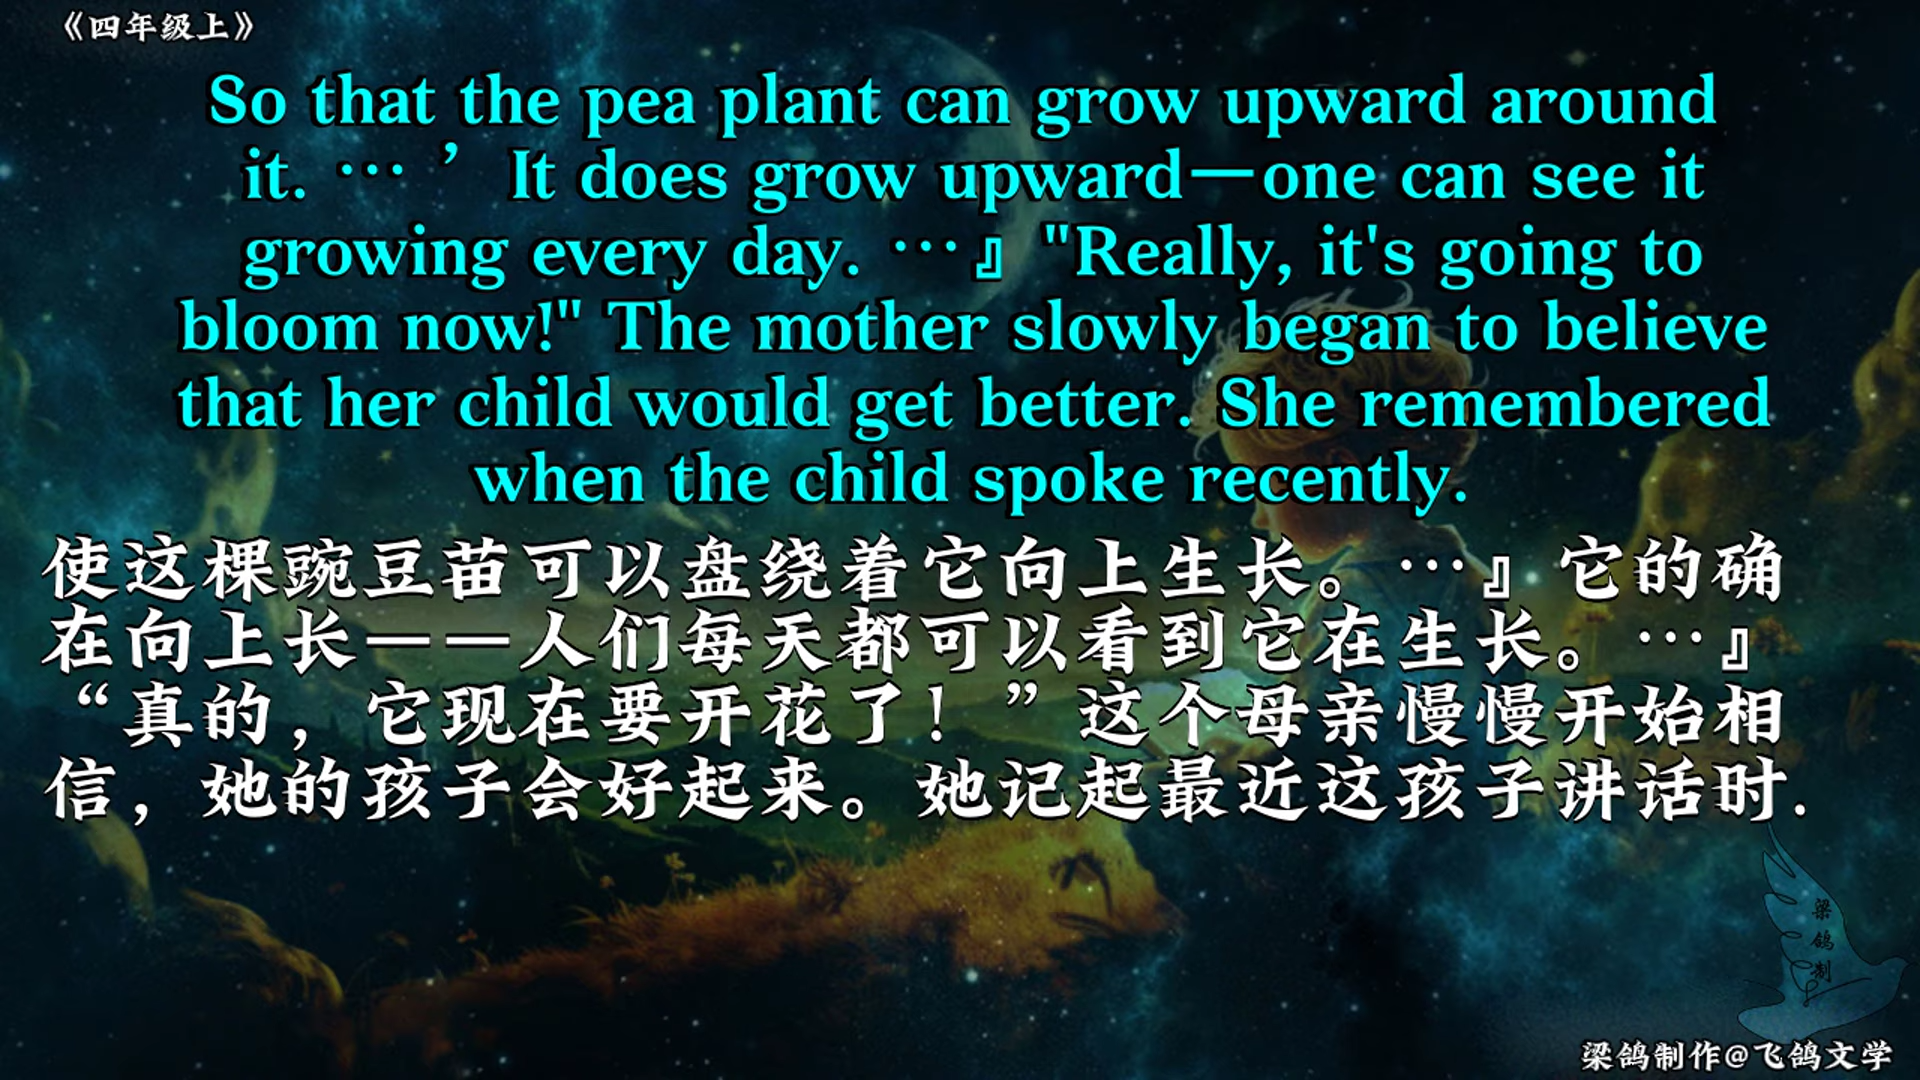 《四年级上》
So that the pea plant can grow upward around
it. … ’ It does grow upward—one can see it
growing every day. …』 "Really, it's going to
bloom now!" The mother slowly began to believe
that her child would get better. She remembered
when the child spoke recently.
使这棵豌豆苗可以盘绕着它向上生长。…』它的确
在向上长——人们每天都可以看到它在生长。…』
“真的，它现在要开花了！”这个母亲慢慢开始相
信，她的孩子会好起来。她记起最近这孩子讲话时.
梁
鸽
制
梁鸽制作@飞鸽文学